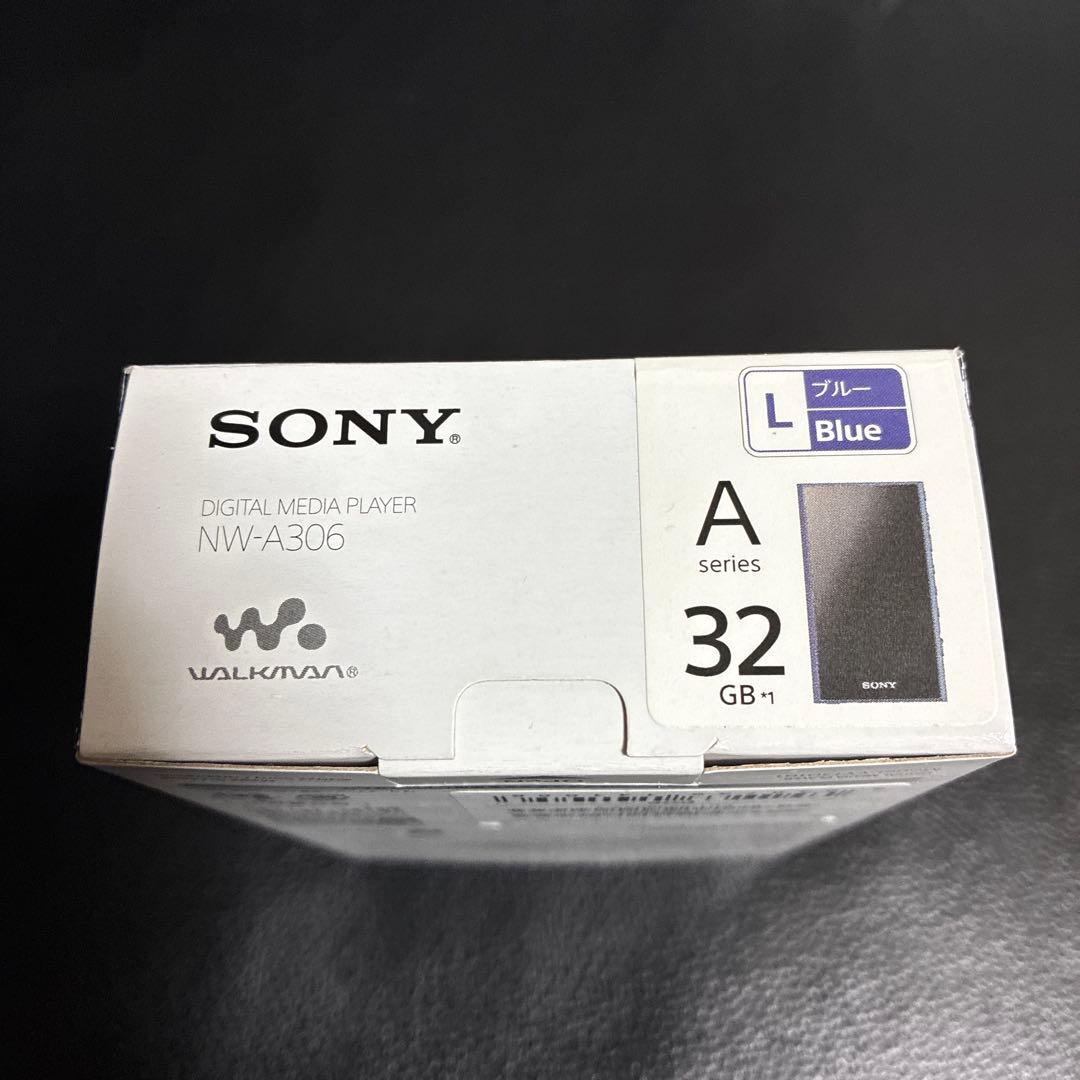 SONY®
DIGITAL MEDIA PLAYER
NW-A306
WALKMAN®
L
ブルー
Blue
A
series
32
GB *1
SONY